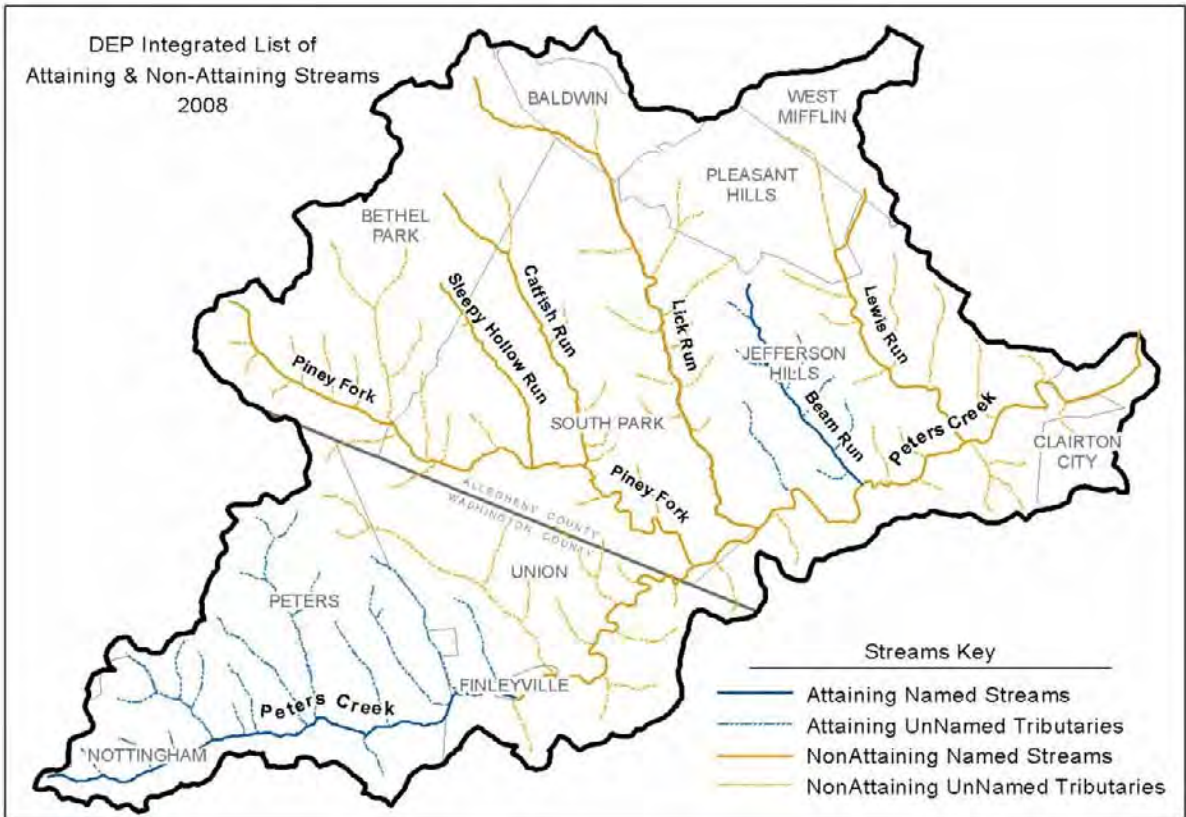 DEP Integrated List of
Attaining & Non-Attaining Streams
2008
BALDWIN
WEST
MIFFLIN
PLEASANT
HILLS
BETHEL
PARK
Catfish Run
Sleepy Hollow Run
Lick Run
Lewis Run
JEFFERSON
HILLS
Beam Run
Piney Fork
SOUTH PARK
Peters Creek
CLAIRTON
CITY
Piney Fork
ALLEGHENY COUNTY
WASHINGTON COUNTY
UNION
PETERS
FINLEYVILLE
Peters Creek
NOTTINGHAM
Streams Key
Attaining Named Streams
Attaining UnNamed Tributaries
NonAttaining Named Streams
NonAttaining UnNamed Tributaries